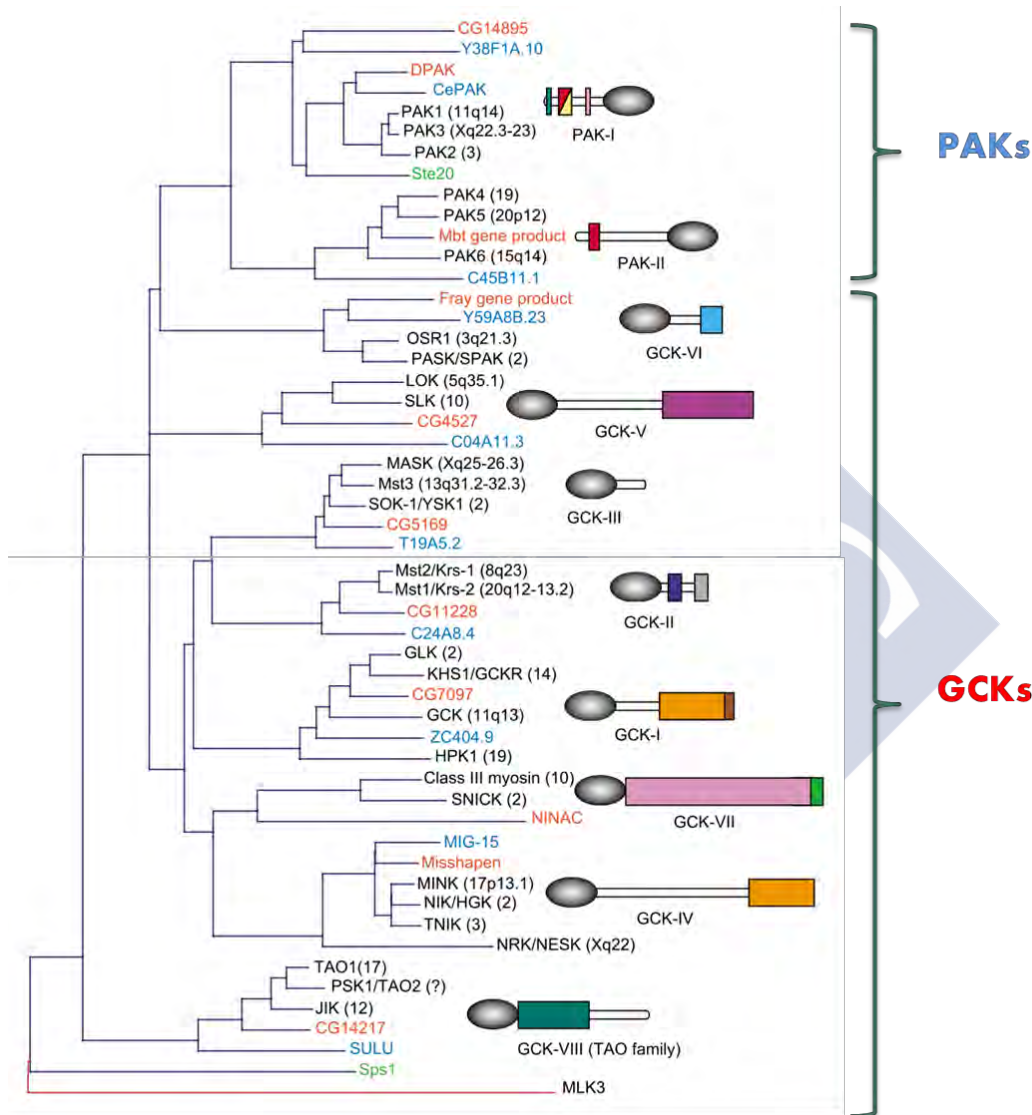 CG14895
Y38F1A.10
DPAK
CePAK
PAK1 (11q14)
PAK3 (Xq22.3-23)
PAK2 (3)
Ste20
PAK-I
PAKs
PAK4 (19)
PAK5 (20p12)
Mbt gene product
PAK6 (15q14)
C45B11.1
PAK-II
Fray gene product
Y59A8B.23
OSR1 (3q21.3)
PASK/SPAK (2)
GCK-VI
LOK (5q35.1)
SLK (10)
CG4527
C04A11.3
GCK-V
MASK (Xq25-26.3)
Mst3 (13q31.2-32.3)
SOK-1/YSK1 (2)
CG5169
T19A5.2
GCK-III
Mst2/Krs-1 (8q23)
Mst1/Krs-2 (20q12-13.2)
CG11228
C24A8.4
GCK-II
GLK (2)
KHS1/GCKR (14)
CG7097
GCK (11q13)
ZC404.9
HPK1 (19)
GCK-I
GCKs
Class III myosin (10)
SNICK (2)
NINAC
GCK-VII
MIG-15
Misshapen
MINK (17p13.1)
NIK/HGK (2)
TNIK (3)
NRK/NESK (Xq22)
GCK-IV
TAO1(17)
PSK1/TAO2 (?)
JIK (12)
CG14217
SULU
GCK-VIII (TAO family)
Sps1
MLK3